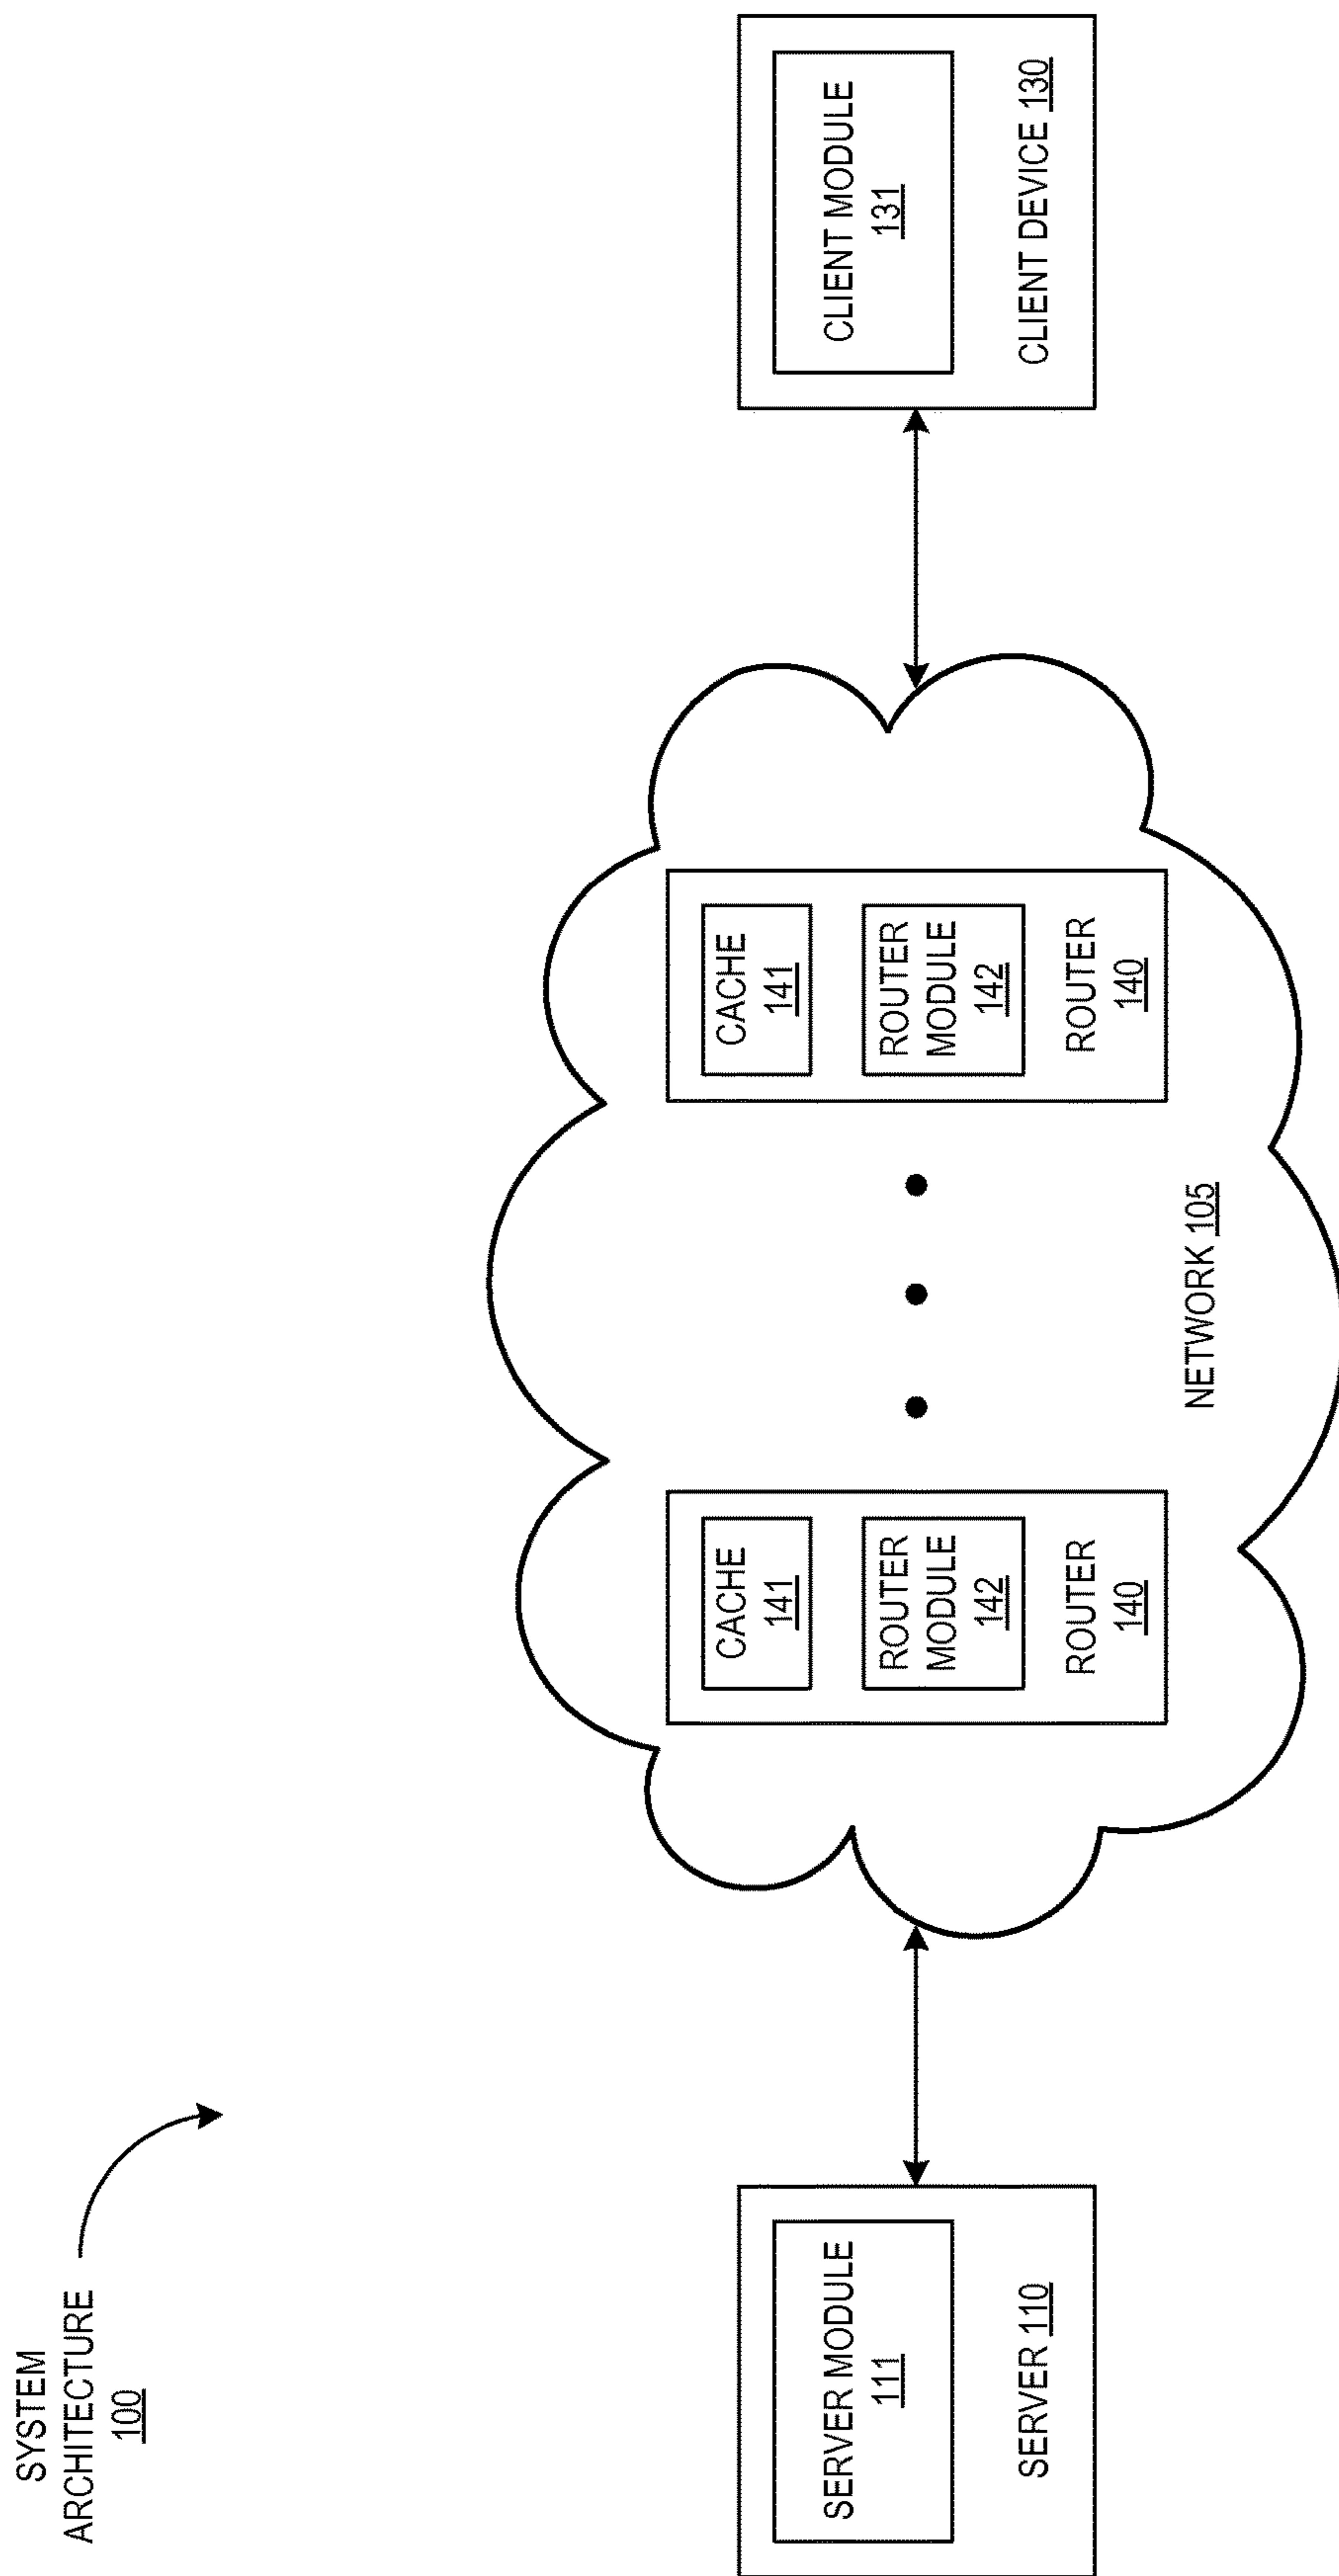 SYSTEM
ARCHITECTURE
100
SERVER MODULE
111
SERVER 110
CACHE
141
ROUTER
MODULE
142
ROUTER
140
CACHE
141
ROUTER
MODULE
142
ROUTER
140
NETWORK 105
CLIENT MODULE
131
CLIENT DEVICE 130